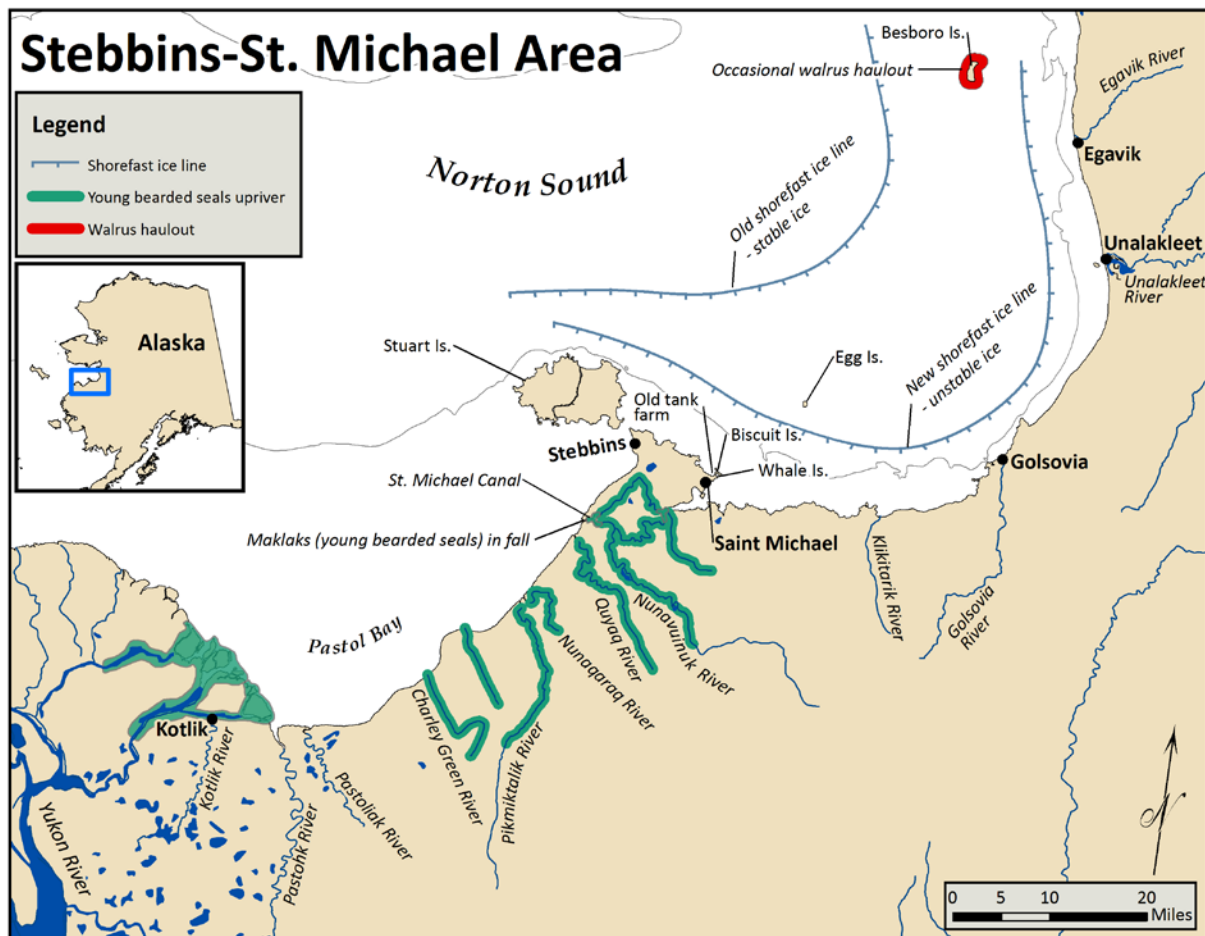 Stebbins-St. Michael Area
Legend
Shorefast ice line
Young bearded seals upriver
Walrus haulout
Alaska
Norton Sound
Besboro Is.
Occasional walrus haulout
Egavik River
Egavik
Old shorefast ice line
- stable ice
Unalakleet
Unalakleet
River
New shorefast ice line
- unstable ice
Stuart Is.
Egg Is.
Old tank
farm
Biscuit Is.
Whale Is.
Stebbins
Golsovia
St. Michael Canal
Maklaks (young bearded seals) in fall
Saint Michael
Klikitarik River
Golsovia
River
Pastol Bay
Nunavuinuk River
Quyaq River
Nunaqaraq River
Pikmiktalik River
Charley Green River
Kotlik
Kotlik River
Pastoliak River
Pastohk River
Yukon River
N
0 5 10 20
Miles